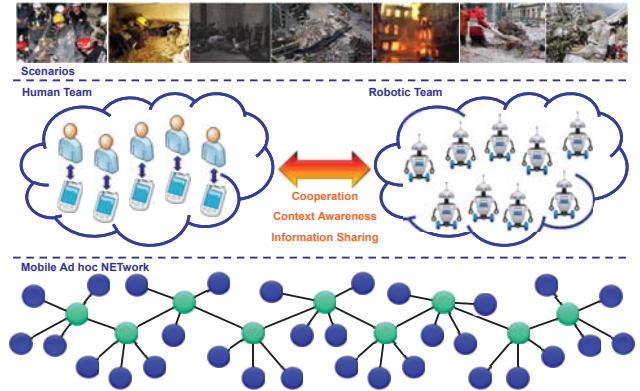 Scenarios
Human Team
Robotic Team
Cooperation
Context Awareness
Information Sharing
Mobile Ad hoc NETwork